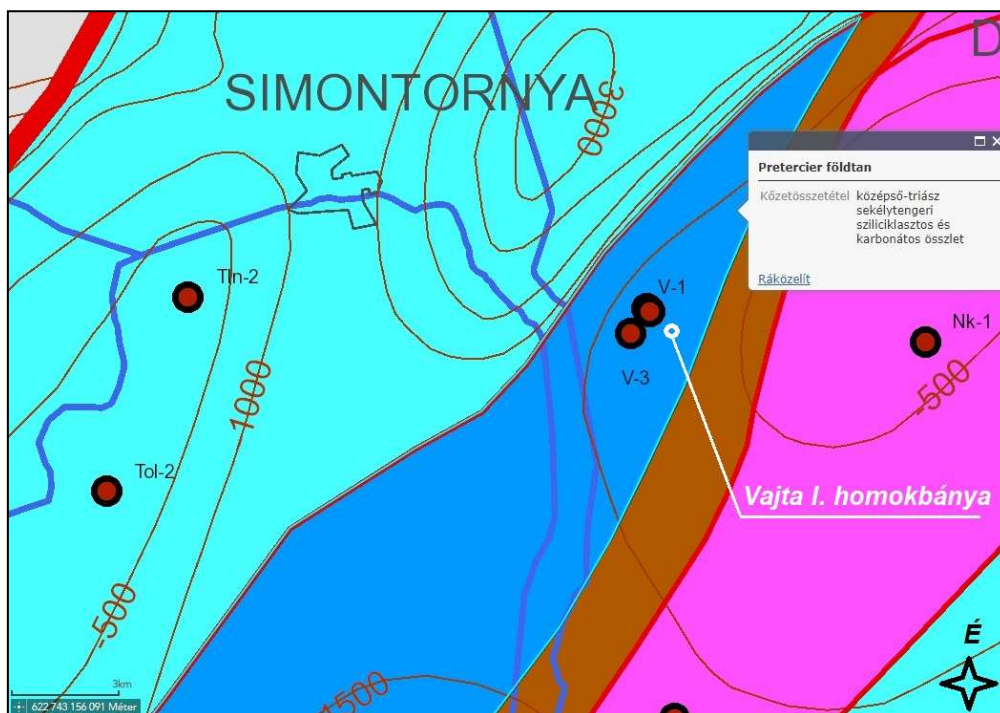 SIMONTORNYA
D
3000
Pretercier földtan
Kőzetösszetétel középső-triász
sekélytengeri
sziliciklasztos és
karbonátos összlet
Ráközelít
Tln-2
V-1
V-3
Nk-1
-500
1000
Tol-2
Vajta I. homokbánya
-500
1500
É
3km
622 743 156 091 Méter